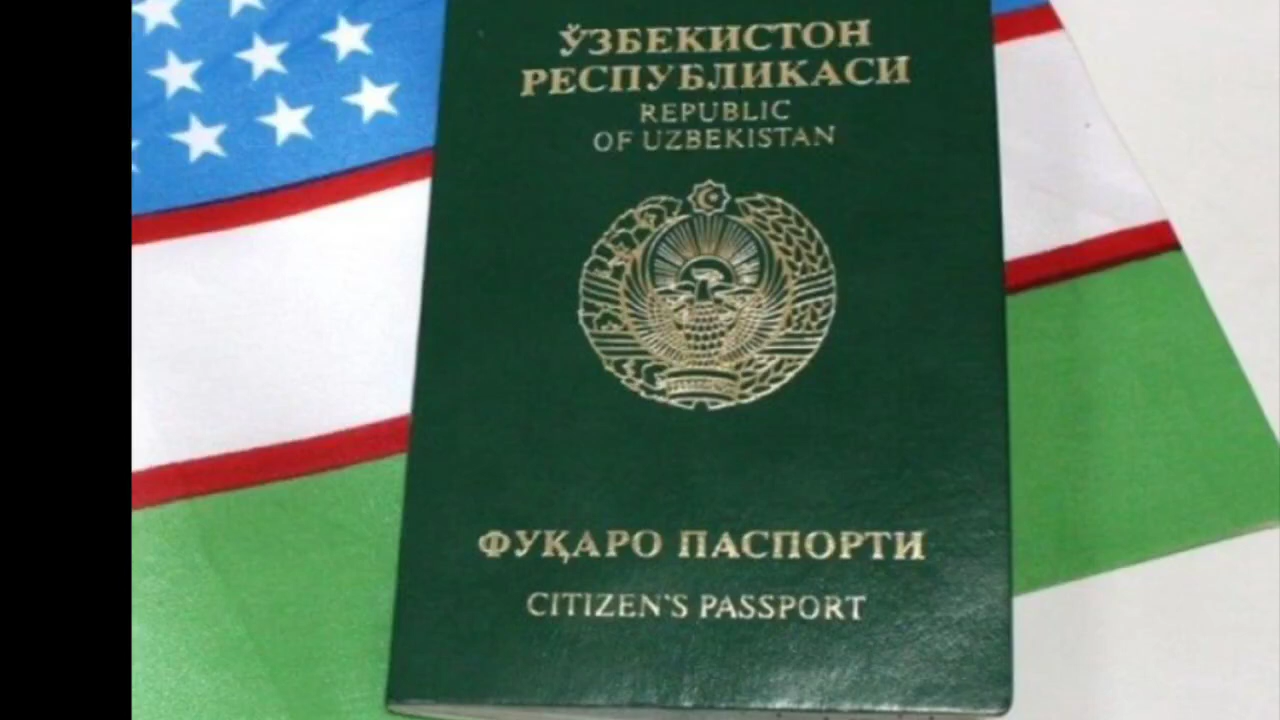 ЎЗБЕКИСТОН
РЕСПУБЛИКАСИ
REPUBLIC
OF UZBEKISTAN
ФУҚАРО ПАСПОРТИ
CITIZEN'S PASSPORT